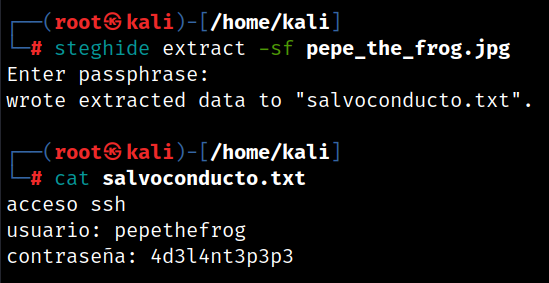 ┌──(root㉿kali)-[/home/kali]
└─# steghide extract -sf pepe_the_frog.jpg
Enter passphrase:
wrote extracted data to "salvoconducto.txt".
┌──(root㉿kali)-[/home/kali]
└─# cat salvoconducto.txt
acceso ssh
usuario: pepethefrog
contraseña: 4d3l4nt3p3p3